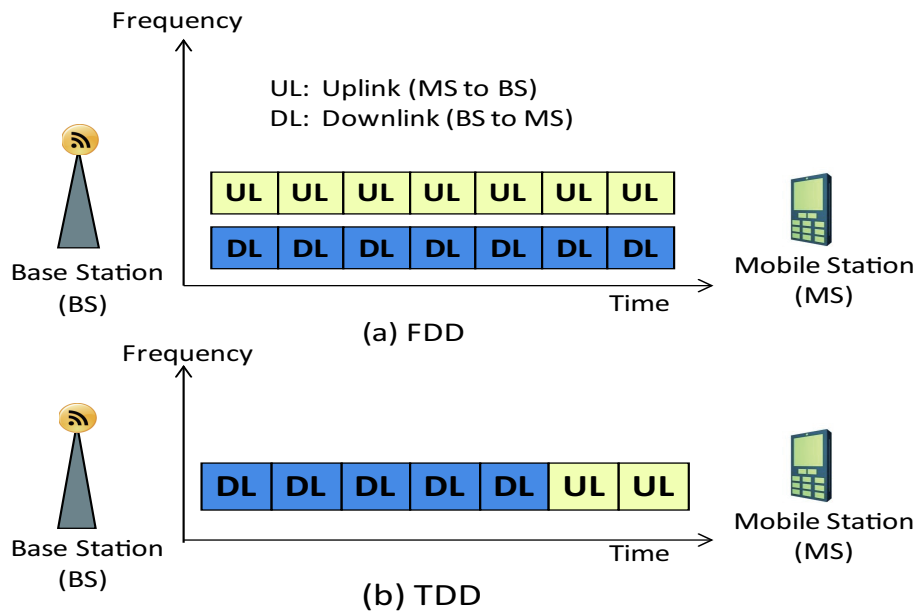 Frequency
UL: Uplink (MS to BS)
DL: Downlink (BS to MS)
UL UL UL UL UL UL UL
DL DL DL DL DL DL DL
Base Station
(BS)
Mobile Station
(MS)
Time
(a) FDD
Frequency
DL DL DL DL DL UL UL
Base Station
(BS)
Mobile Station
(MS)
Time
(b) TDD